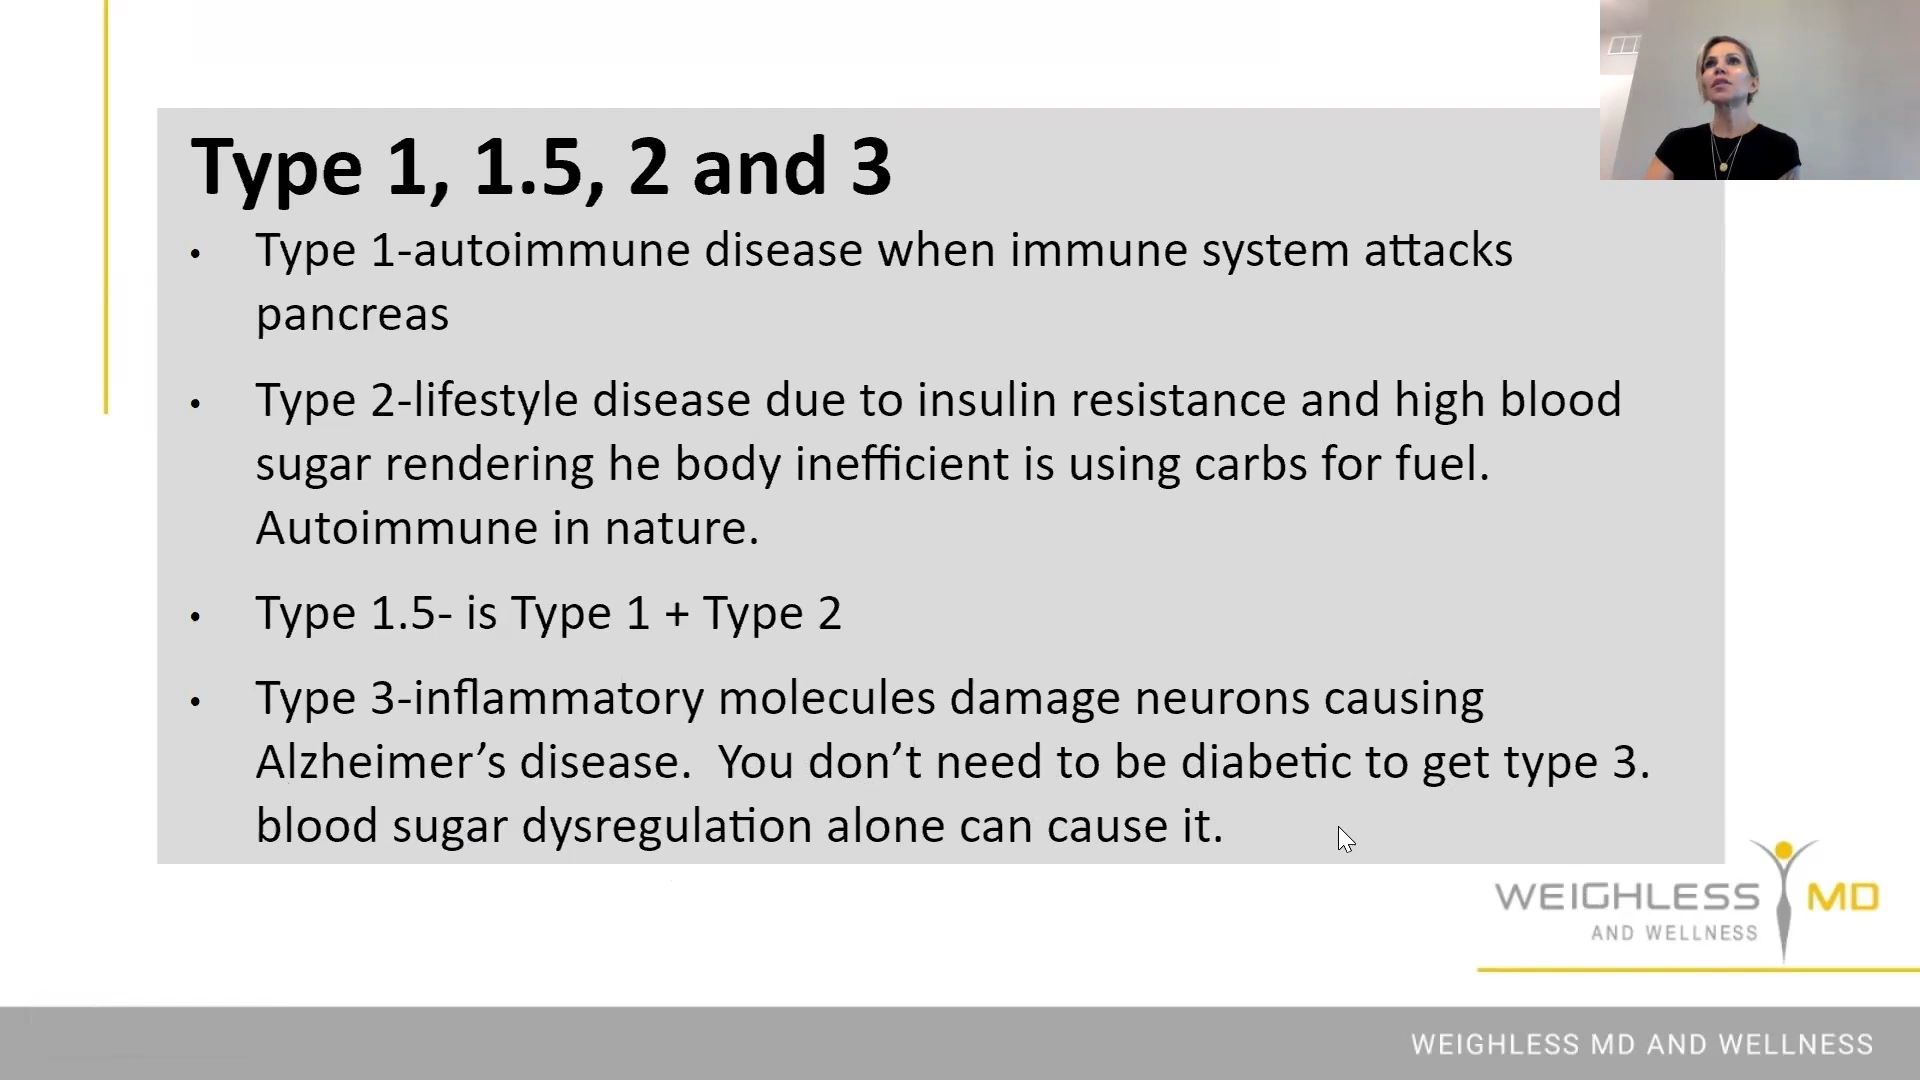 Type 1, 1.5, 2 and 3
• Type 1-autoimmune disease when immune system attacks
pancreas
• Type 2-lifestyle disease due to insulin resistance and high blood
sugar rendering he body inefficient is using carbs for fuel.
Autoimmune in nature.
• Type 1.5- is Type 1 + Type 2
• Type 3-inflammatory molecules damage neurons causing
Alzheimer’s disease.  You don’t need to be diabetic to get type 3.
blood sugar dysregulation alone can cause it.
WEIGHLESS MD
AND WELLNESS
WEIGHLESS MD AND WELLNESS